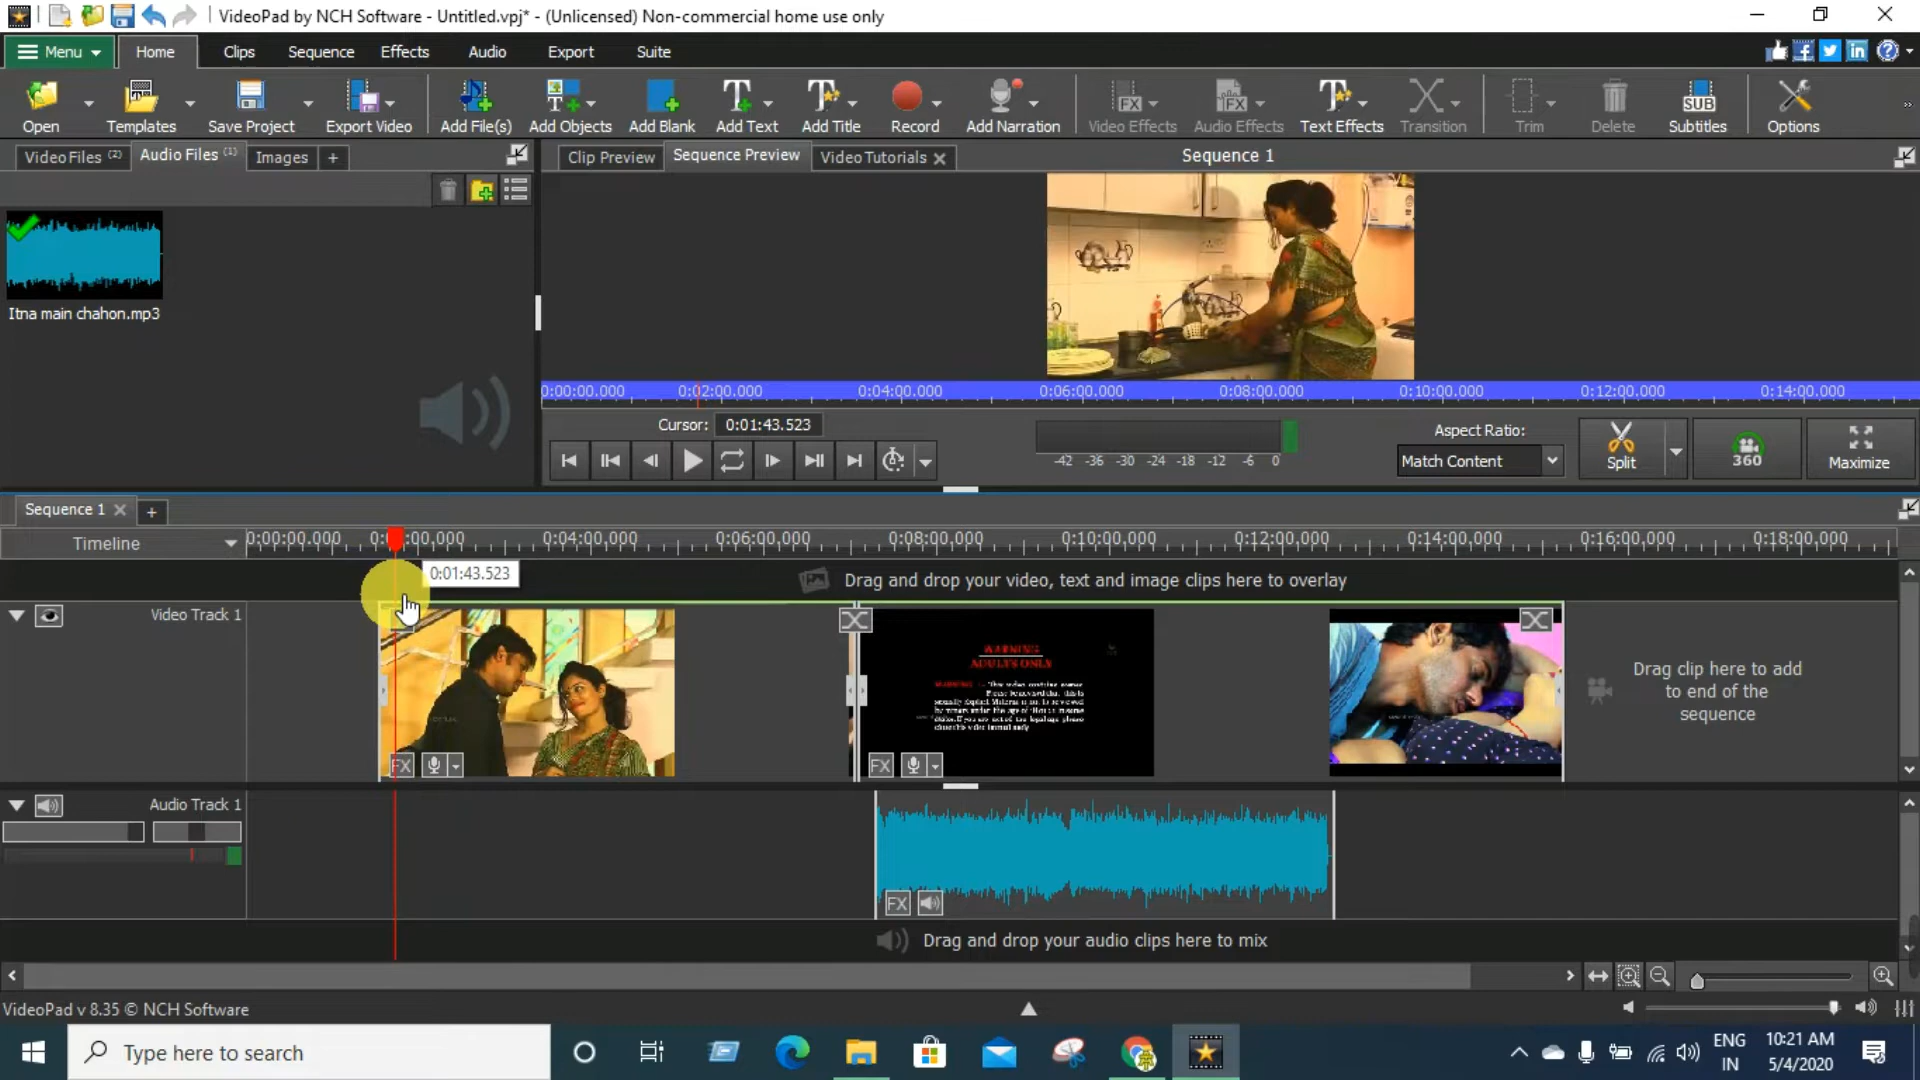 VideoPad by NCH Software - Untitled.vpj* - (Unlicensed) Non-commercial home use only
Menu Home Clips Sequence Effects Audio Export Suite
Open Templates Save Project Export Video Add File(s) Add Objects Add Blank Add Text Add Title Record Add Narration Video Effects Audio Effects Text Effects Transition Trim Delete Subtitles Options
Video Files (2) Audio Files (1) Images +
Clip Preview Sequence Preview Video Tutorials Sequence 1
Itna main chahon.mp3
0:00:00.000 0:02:00.000 0:04:00.000 0:06:00.000 0:08:00.000 0:10:00.000 0:12:00.000 0:14:00.000
Cursor: 0:01:43.523
-42 -36 -30 -24 -18 -12 -6 0
Aspect Ratio:
Match Content
Split
360
Maximize
Sequence 1
Timeline
0:00:00.000 0:04:00.000 0:06:00.000 0:08:00.000 0:10:00.000 0:12:00.000 0:14:00.000 0:16:00.000 0:18:00.000
0:01:43.523
Drag and drop your video, text and image clips here to overlay
Video Track 1
WARNING
ADULTS ONLY
Drag clip here to add
to end of the
sequence
FX FX
Audio Track 1
FX
Drag and drop your audio clips here to mix
VideoPad v 8.35 © NCH Software
Type here to search
ENG
IN
10:21 AM
5/4/2020